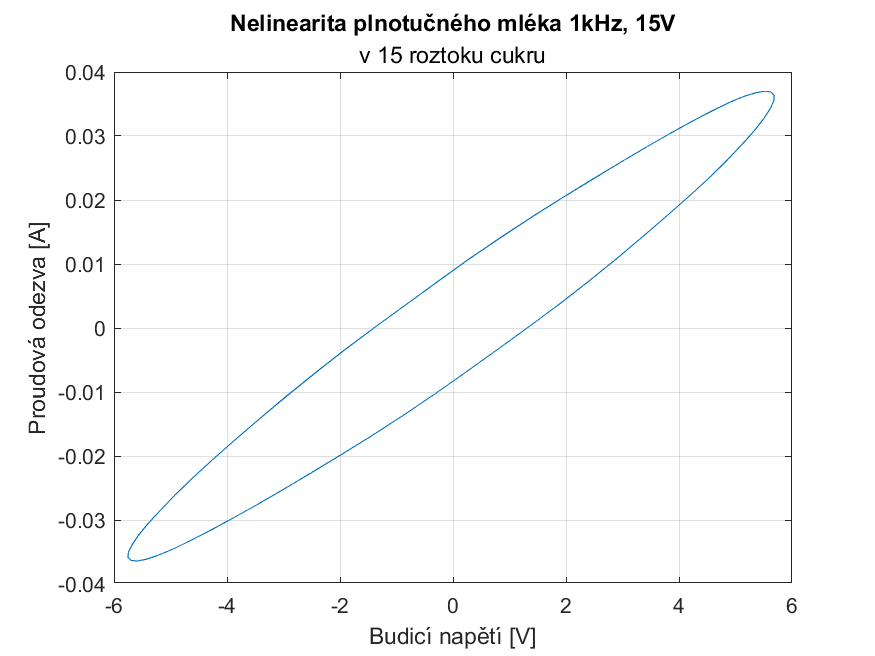 Nelinearita plnotučného mléka 1kHz, 15V
v 15 roztoku cukru
0.04
0.03
0.02
0.01
0
-0.01
-0.02
-0.03
-0.04
Proudová odezva [A]
-6 -4 -2 0 2 4 6
Budicí napětí [V]